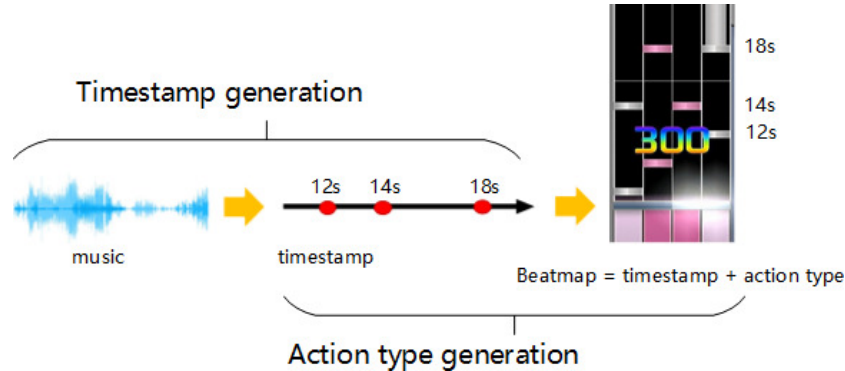 Timestamp generation
18s
14s
12s
300
12s 14s 18s
music
timestamp
Beatmap = timestamp + action type
Action type generation